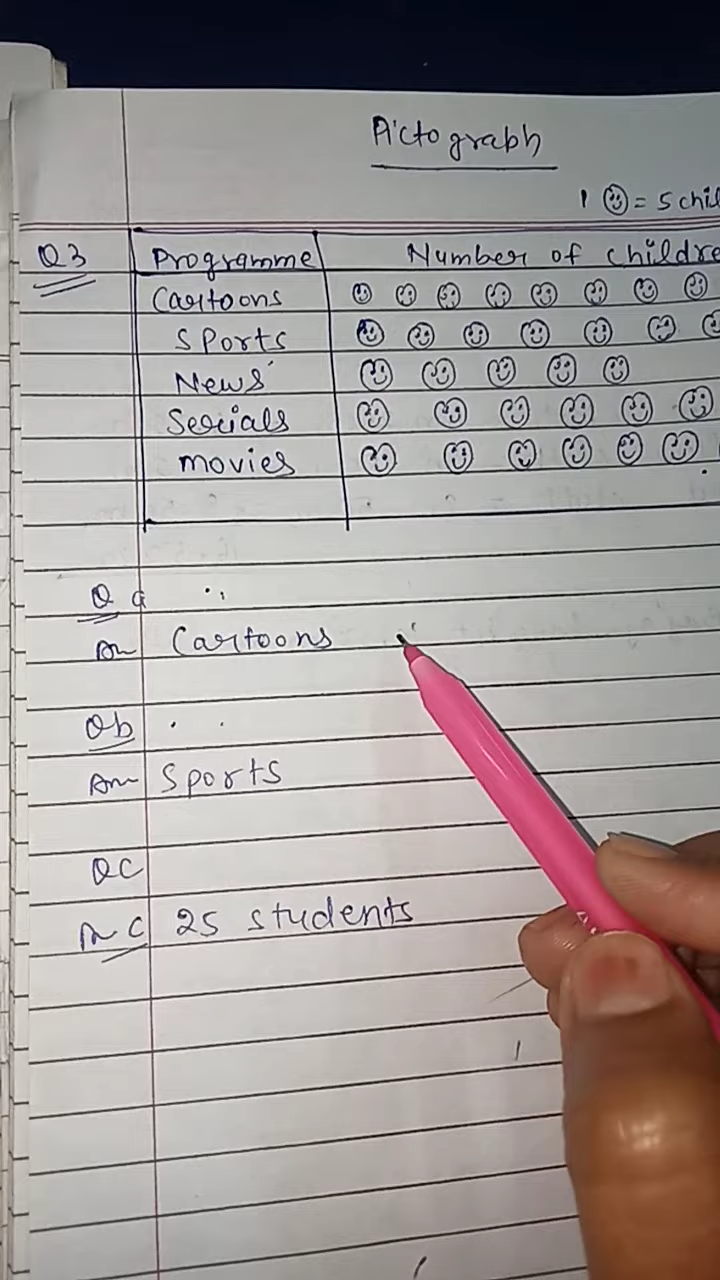 Pictograph
1 = 5 chil
Q3
Programme Number of childre
Cartoons
Sports
News
Serials
movies
Q a
An Cartoons
Qb
An Sports
QC
An C 25 students